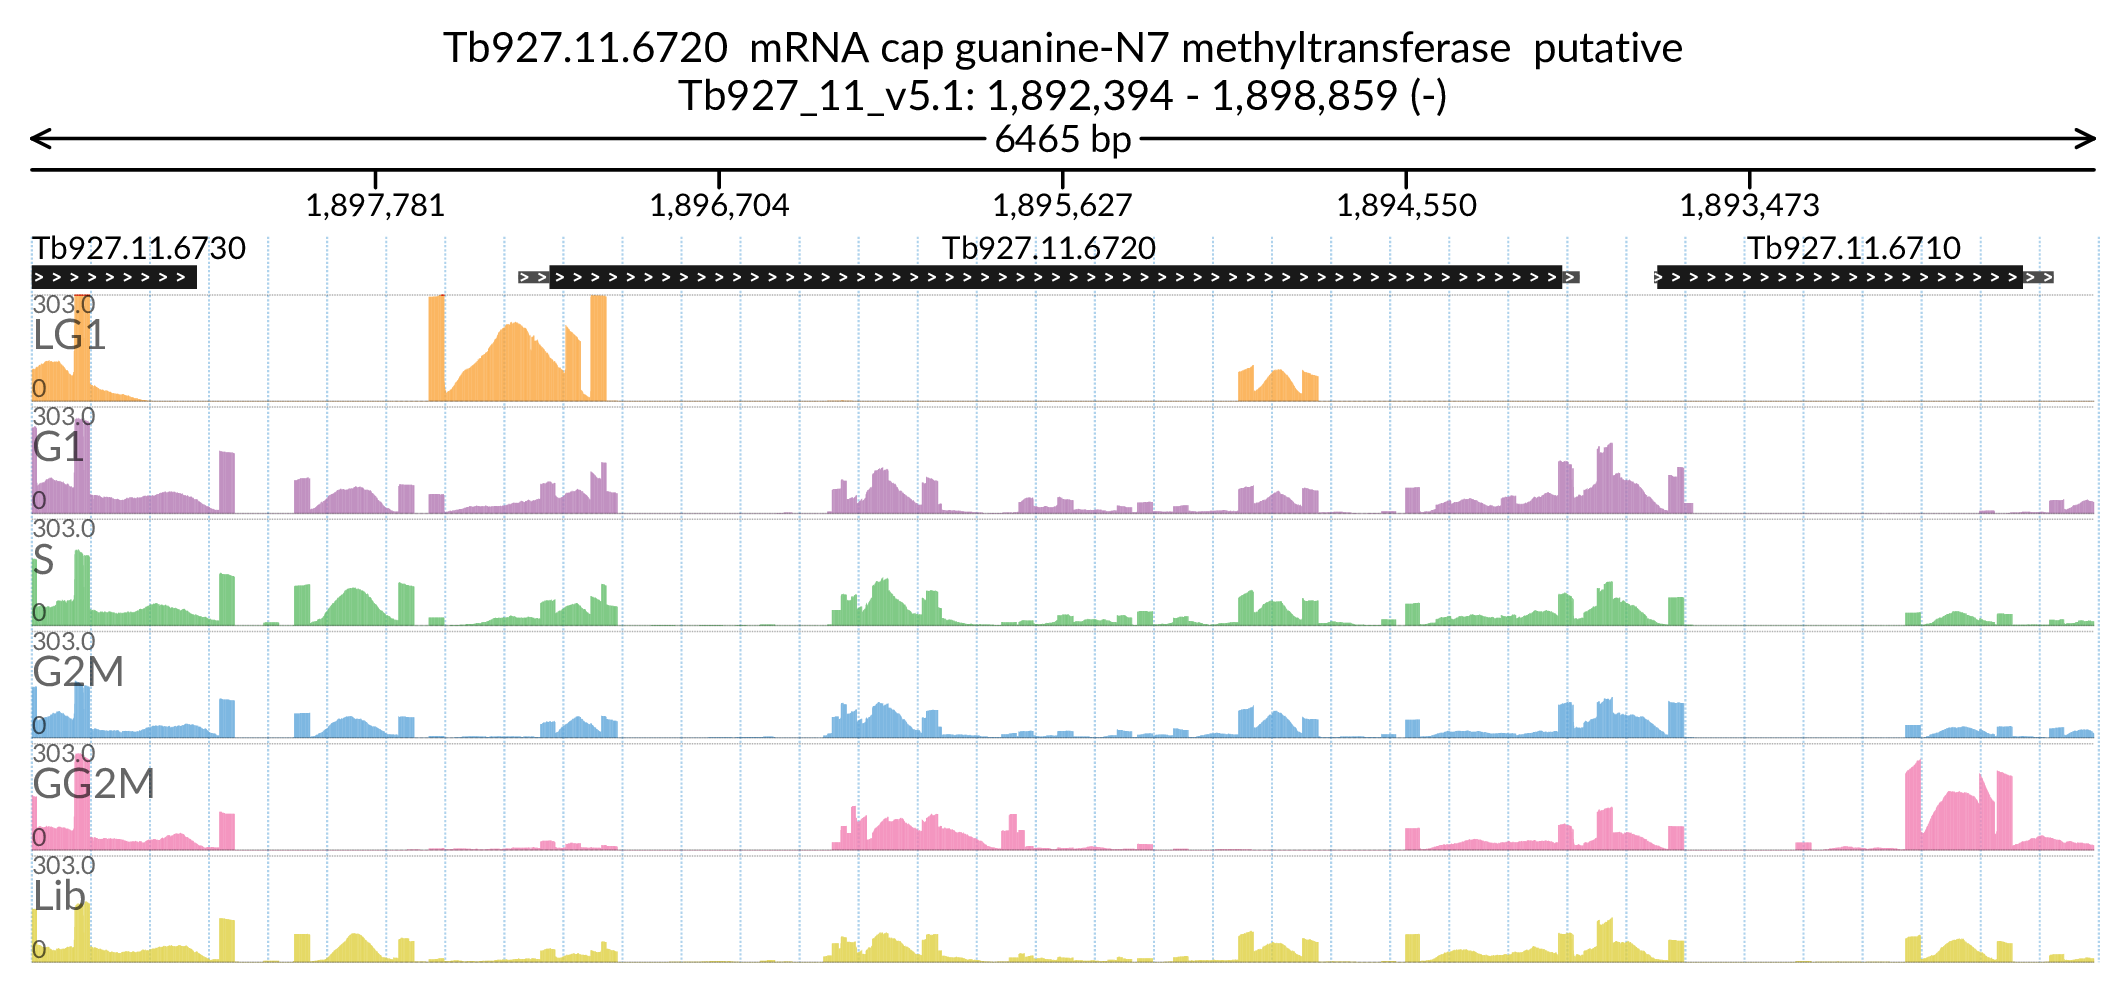 Tb927.11.6720 mRNA cap guanine-N7 methyltransferase putative
Tb927_11_v5.1: 1,892,394 - 1,898,859 (-)
6465 bp
1,897,781 1,896,704 1,895,627 1,894,550 1,893,473
Tb927.11.6730 Tb927.11.6720 Tb927.11.6710
303.0
LG1
0
303.0
G1
0
303.0
S
0
303.0
G2M
0
303.0
GG2M
0
303.0
Lib
0